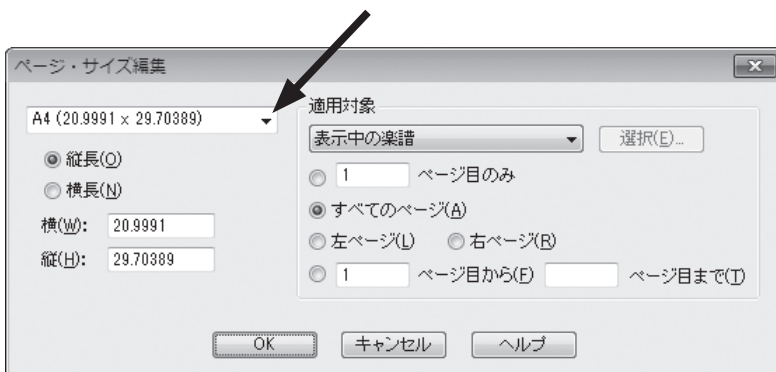 ページ・サイズ編集
A4 (20.9991 x 29.70389)
縦長(O)
横長(N)
横(W): 20.9991
縦(H): 29.70389
適用対象
表示中の楽譜 選択(E)...
1 ページ目のみ
すべてのページ(A)
左ページ(L) 右ページ(R)
1 ページ目から(F) ページ目まで(T)
OK キャンセル ヘルプ